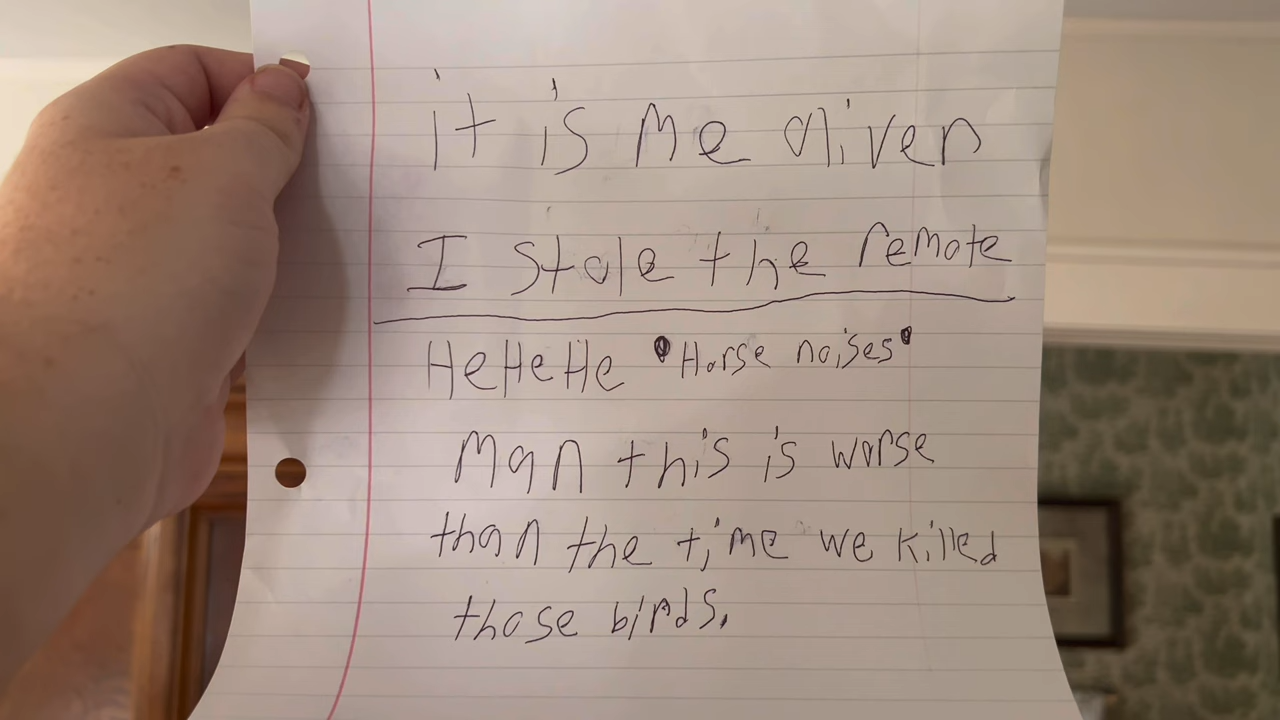 it is me oliver
I stole the remote
HeHeHe "Horse noises"
Man this is worse
than the time we killed
those birds.